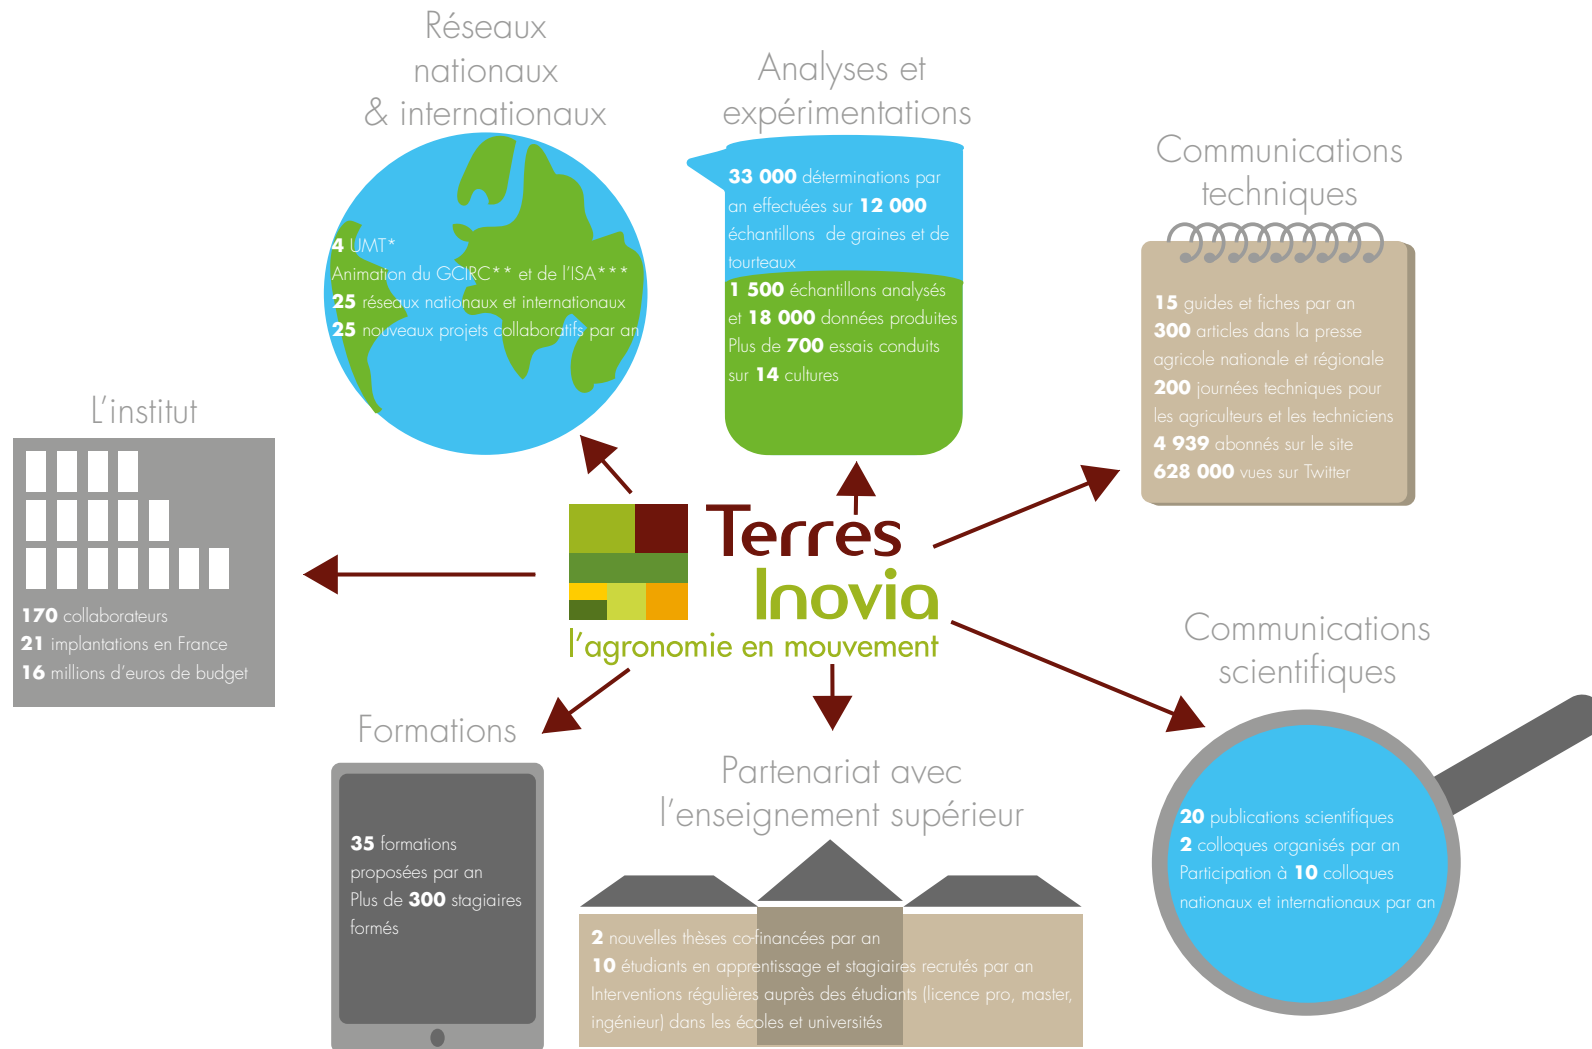 Réseaux
nationaux
& internationaux
4 UMT*
Animation du GCIRC** et de l'ISA***
25 réseaux nationaux et internationaux
25 nouveaux projets collaboratifs par an
Analyses et
expérimentations
33 000 déterminations par
an effectuées sur 12 000
échantillons de graines et de
tourteaux
1 500 échantillons analysés
et 18 000 données produites
Plus de 700 essais conduits
sur 14 cultures
Communications
techniques
15 guides et fiches par an
300 articles dans la presse
agricole nationale et régionale
200 journées techniques pour
les agriculteurs et les techniciens
4 939 abonnés sur le site
628 000 vues sur Twitter
L'institut
170 collaborateurs
21 implantations en France
16 millions d'euros de budget
Terres
Inovia
l'agronomie en mouvement
Formations
35 formations
proposées par an
Plus de 300 stagiaires
formés
Partenariat avec
l'enseignement supérieur
2 nouvelles thèses co-financées par an
10 étudiants en apprentissage et stagiaires recrutés par an
Interventions régulières auprès des étudiants (licence pro, master,
ingénieur) dans les écoles et universités
Communications
scientifiques
20 publications scientifiques
2 colloques organisés par an
Participation à 10 colloques
nationaux et internationaux par an